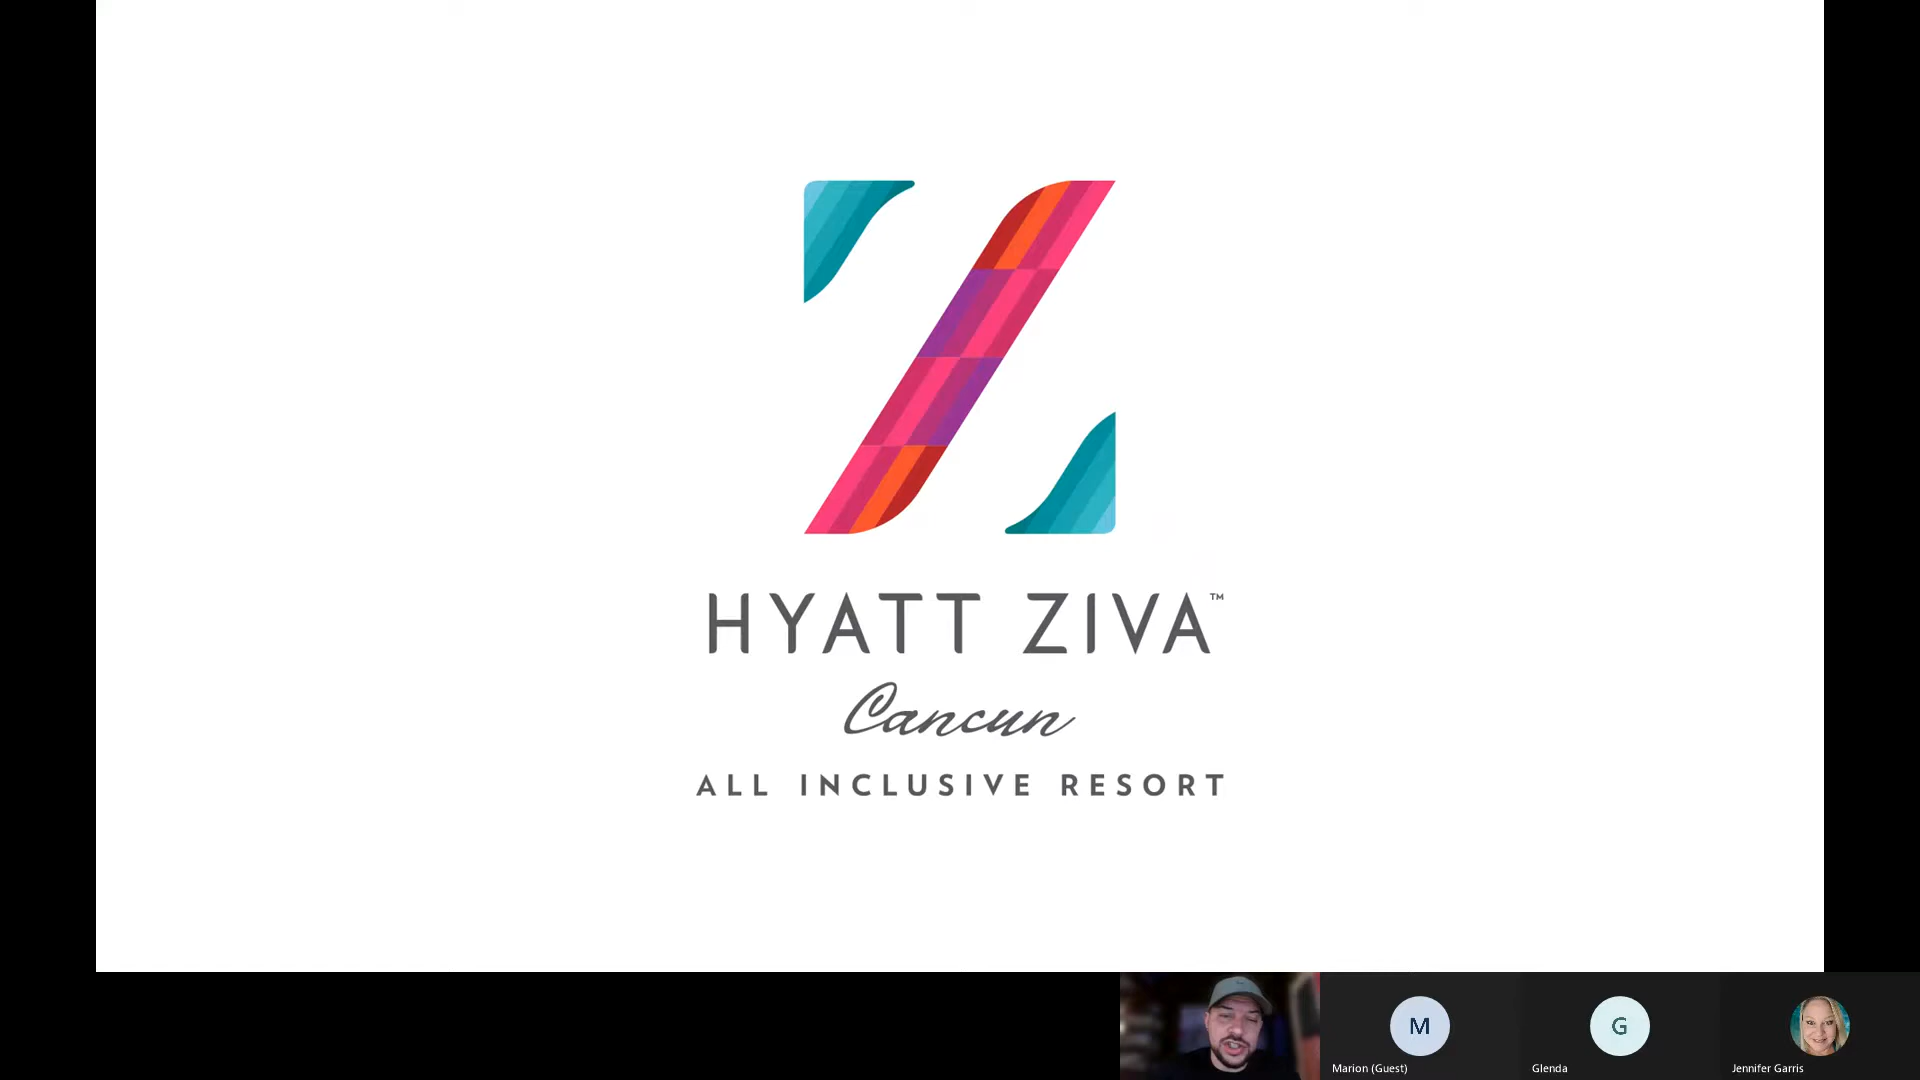 HYATT ZIVA™
Cancun
ALL INCLUSIVE RESORT
M
G
Marion (Guest)
Glenda
Jennifer Garris